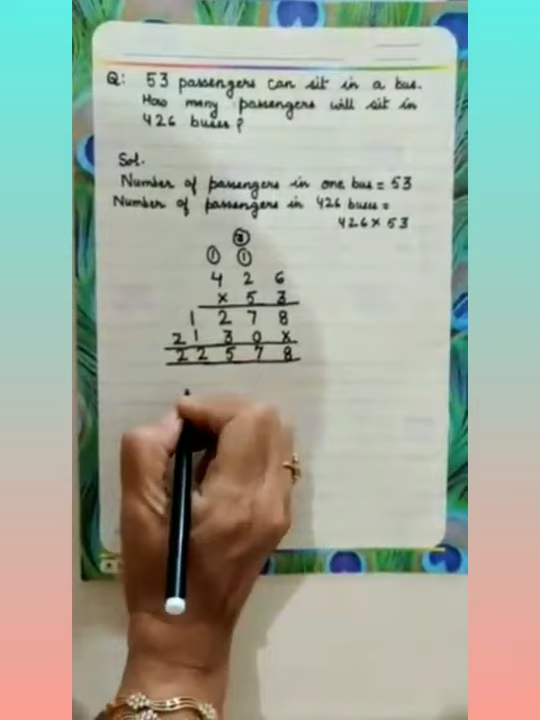 Q: 53 passengers can sit in a bus.
How many passengers will sit in
426 buses?
Sol.
Number of passengers in one bus = 53
Number of passengers in 426 buses =
426 x 53
2
1 1
4 2 6
x 5 3
1 2 7 8
2 1 3 0 x
2 2 5 7 8